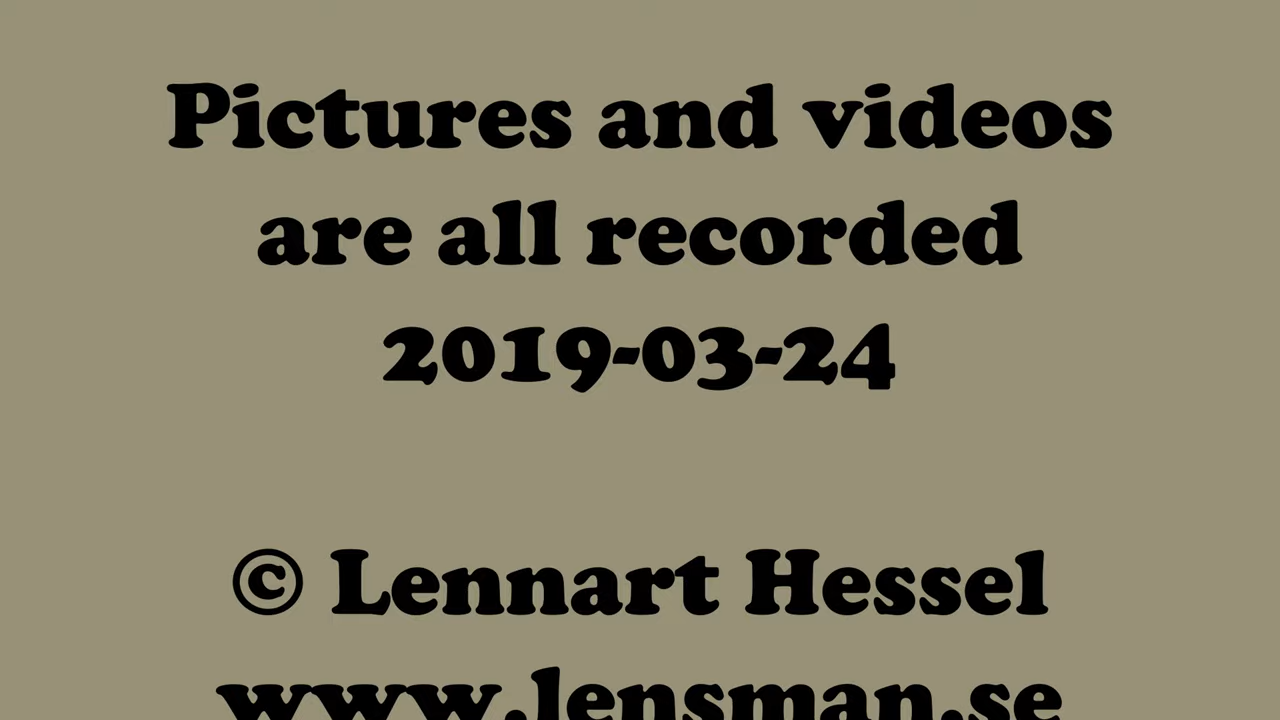 Pictures and videos
are all recorded
2019-03-24
© Lennart Hessel
www.lensman.se